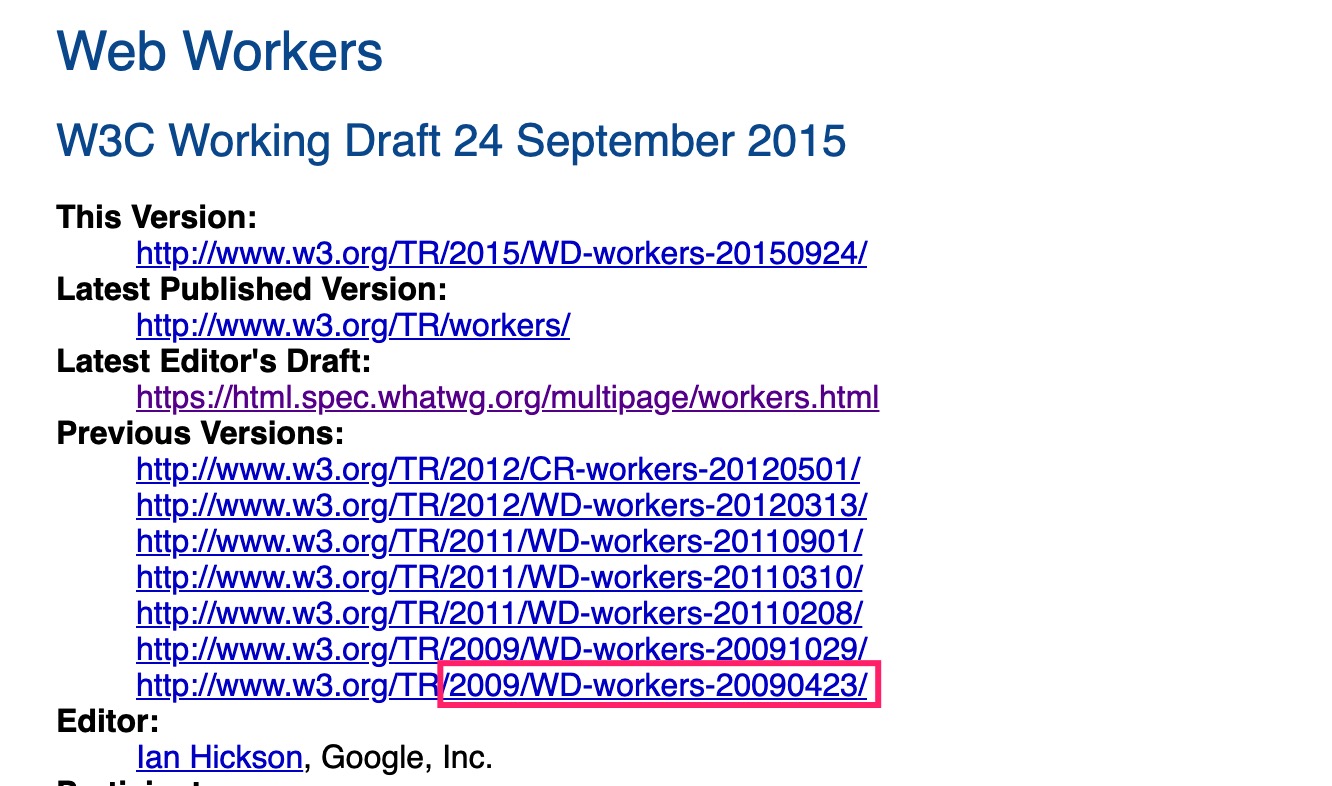 Web Workers
W3C Working Draft 24 September 2015
This Version:
http://www.w3.org/TR/2015/WD-workers-20150924/
Latest Published Version:
http://www.w3.org/TR/workers/
Latest Editor's Draft:
https://html.spec.whatwg.org/multipage/workers.html
Previous Versions:
http://www.w3.org/TR/2012/CR-workers-20120501/
http://www.w3.org/TR/2012/WD-workers-20120313/
http://www.w3.org/TR/2011/WD-workers-20110901/
http://www.w3.org/TR/2011/WD-workers-20110310/
http://www.w3.org/TR/2011/WD-workers-20110208/
http://www.w3.org/TR/2009/WD-workers-20091029/
http://www.w3.org/TR/2009/WD-workers-20090423/
Editor:
Ian Hickson, Google, Inc.